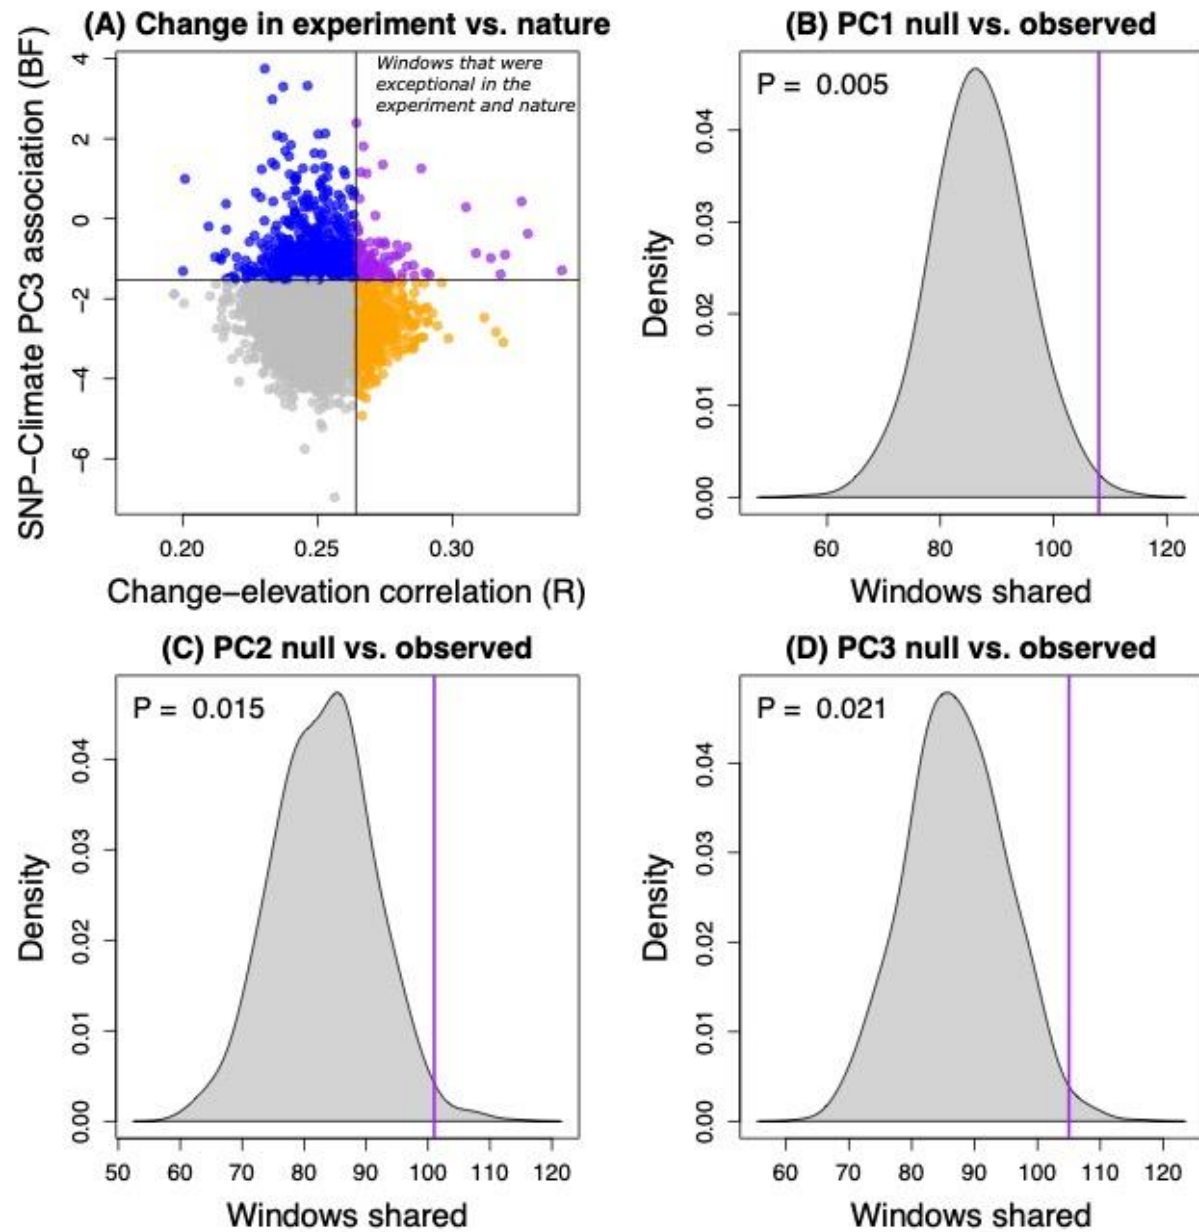 (A) Change in experiment vs. nature
SNP–Climate PC3 association (BF)
4
2
0
−2
−4
−6
Windows that were
exceptional in the
experiment and nature
0.20 0.25 0.30
Change−elevation correlation (R)
(B) PC1 null vs. observed
P = 0.005
Density
0.04
0.03
0.02
0.01
0.00
60 80 100 120
Windows shared
(C) PC2 null vs. observed
P = 0.015
Density
0.04
0.03
0.02
0.01
0.00
50 60 70 80 90 100 110 120
Windows shared
(D) PC3 null vs. observed
P = 0.021
Density
0.04
0.03
0.02
0.01
0.00
60 70 80 90 100 110 120
Windows shared